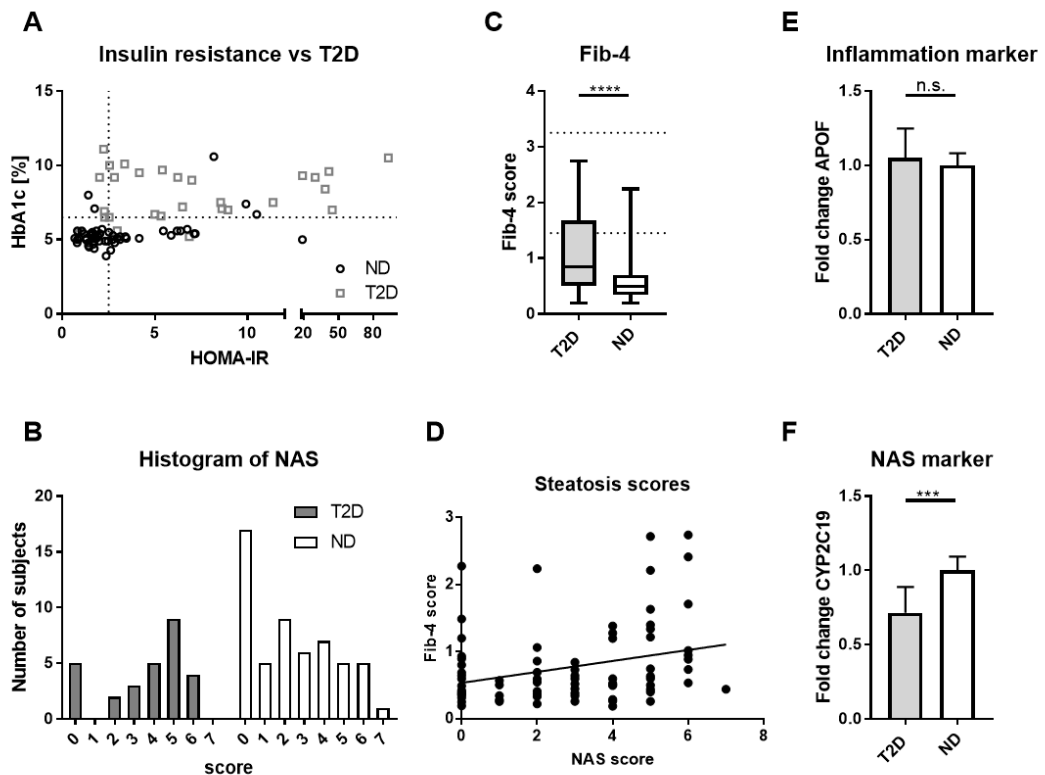 A
Insulin resistance vs T2D
HbA1c [%]
15
10
5
0
0 5 10 20 50 80
HOMA-IR
ND
T2D
B
Histogram of NAS
Number of subjects
20
15
10
5
0
T2D
ND
0 1 2 3 4 5 6 7 0 1 2 3 4 5 6 7
score
C
Fib-4
****
Fib-4 score
4
3
2
1
0
T2D ND
D
Steatosis scores
Fib-4 score
3
2
1
0
0 2 4 6 8
NAS score
E
Inflammation marker
n.s.
Fold change APOF
1.5
1.0
0.5
0.0
T2D ND
F
NAS marker
***
Fold change CYP2C19
1.5
1.0
0.5
0.0
T2D ND